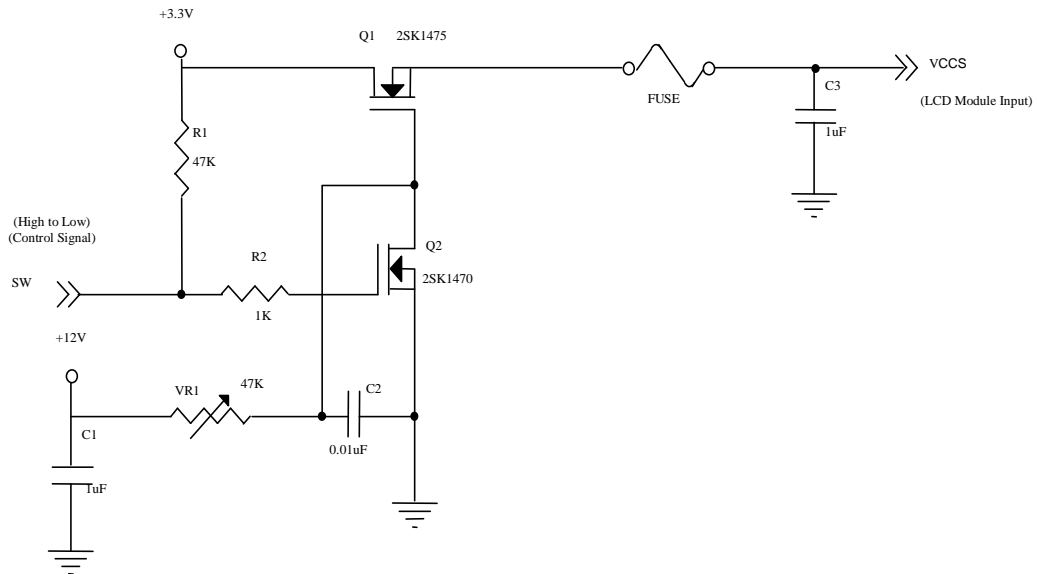 +3.3V
Q1 2SK1475
VCCS
FUSE
C3
(LCD Module Input)
1uF
R1
47K
(High to Low)
(Control Signal)
SW
R2
1K
Q2
2SK1470
+12V
VR1
47K
C2
0.01uF
C1
1uF